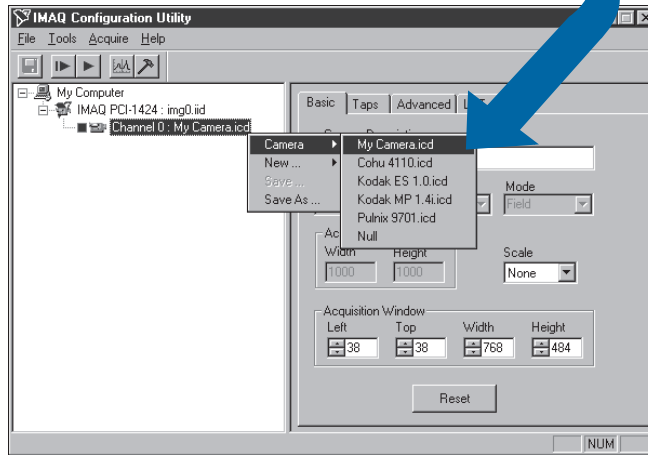 IMAQ Configuration Utility
File Tools Acquire Help
My Computer
IMAQ PCI-1424 : img0.iid
Channel 0 : My Camera.icd
Camera
New ...
Save ...
Save As ...
My Camera.icd
Cohu 4110.icd
Kodak ES 1.0.icd
Kodak MP 1.4i.icd
Pulnix 9701.icd
Null
Basic Taps Advanced
Mode
Field
Width Height Scale
1000 1000 None
Acquisition Window
Left Top Width Height
38 38 768 484
Reset
NUM